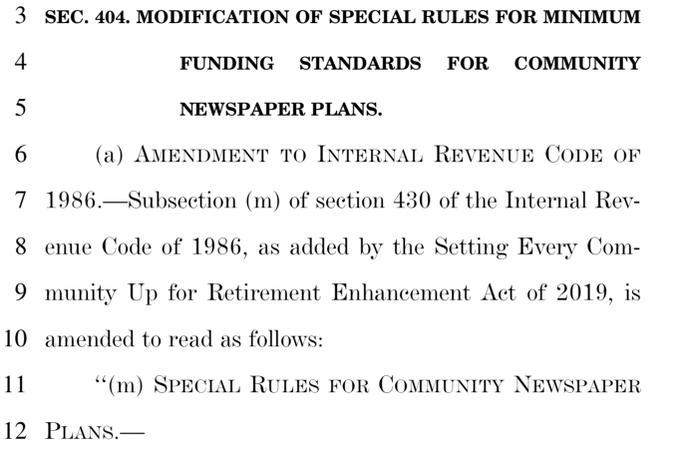 3 SEC. 404. MODIFICATION OF SPECIAL RULES FOR MINIMUM
4 FUNDING STANDARDS FOR COMMUNITY
5 NEWSPAPER PLANS.
6 (a) AMENDMENT TO INTERNAL REVENUE CODE OF
7 1986.—Subsection (m) of section 430 of the Internal Rev-
8 enue Code of 1986, as added by the Setting Every Com-
9 munity Up for Retirement Enhancement Act of 2019, is
10 amended to read as follows:
11 ‘‘(m) SPECIAL RULES FOR COMMUNITY NEWSPAPER
12 PLANS.—